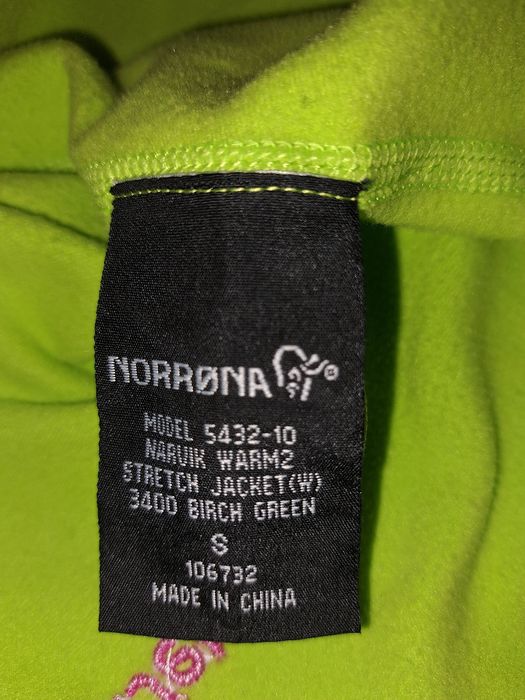 NORRØNA®
MODEL 5432-10
NARVIK WARM2
STRETCH JACKET(W)
3400 BIRCH GREEN
S
106732
MADE IN CHINA